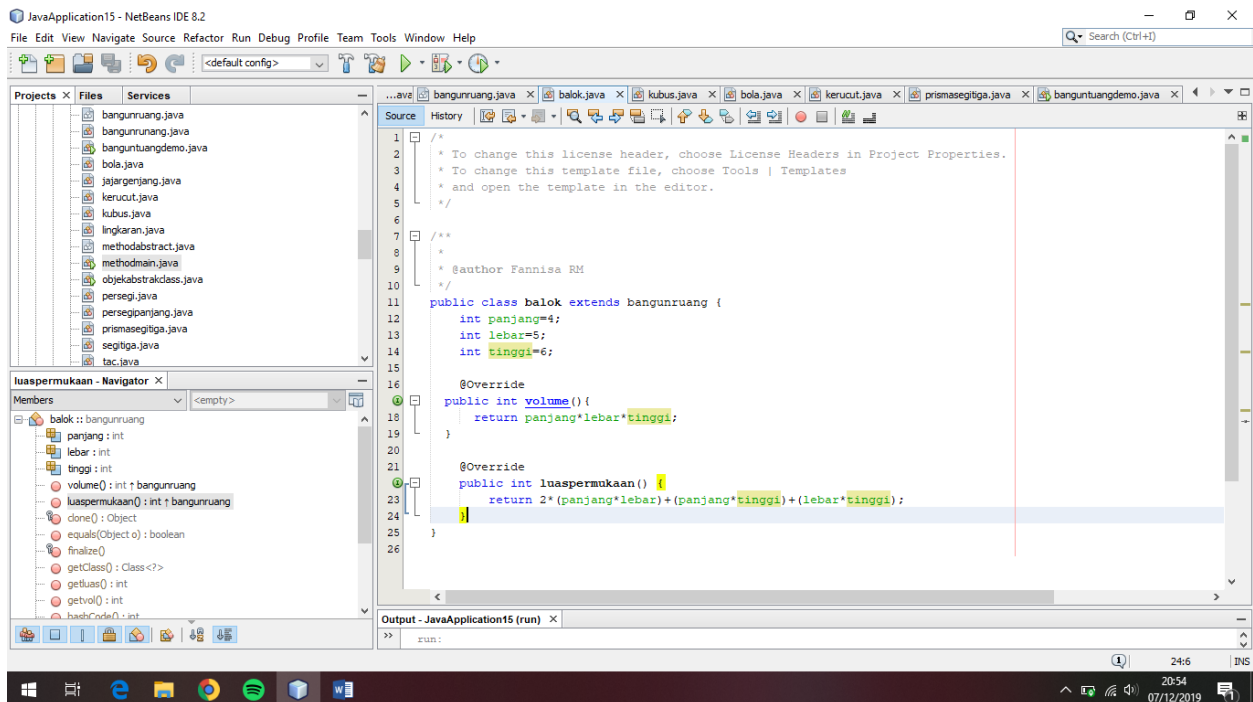 JavaApplication15 - NetBeans IDE 8.2
File Edit View Navigate Source Refactor Run Debug Profile Team Tools Window Help
Search (Ctrl+I)
<default config>
Projects Files Services
bangunruang.java
bangunrunang.java
banguntuangdemo.java
bola.java
jajargenjang.java
kerucut.java
kubus.java
lingkaran.java
methodabstract.java
methodmain.java
objekabstrakclass.java
persegi.java
persegipanjang.java
prismasegitiga.java
segitiga.java
tac.java
luaspermukaan - Navigator
Members <empty>
balok :: bangunruang
panjang : int
lebar : int
tinggi : int
volume() : int ↑ bangunruang
luaspermukaan() : int ↑ bangunruang
clone() : Object
equals(Object o) : boolean
finalize()
getClass() : Class<?>
getluas() : int
getvol() : int
hashCode() : int
...ava bangunruang.java balok.java kubus.java bola.java kerucut.java prismasegitiga.java banguntuangdemo.java
Source History
1 /*
2 * To change this license header, choose License Headers in Project Properties.
3 * To change this template file, choose Tools | Templates
4 * and open the template in the editor.
5 */
6
7 /**
8 *
9 * @author Fannisa RM
10 */
11 public class balok extends bangunruang {
12 int panjang=4;
13 int lebar=5;
14 int tinggi=6;
15
16 @Override
public int volume(){
18 return panjang*lebar*tinggi;
19 }
20
21 @Override
public int luaspermukaan() {
23 return 2*(panjang*lebar)+(panjang*tinggi)+(lebar*tinggi);
24 }
25 }
26
Output - JavaApplication15 (run)
run:
1 24:6 INS
20:54
07/12/2019